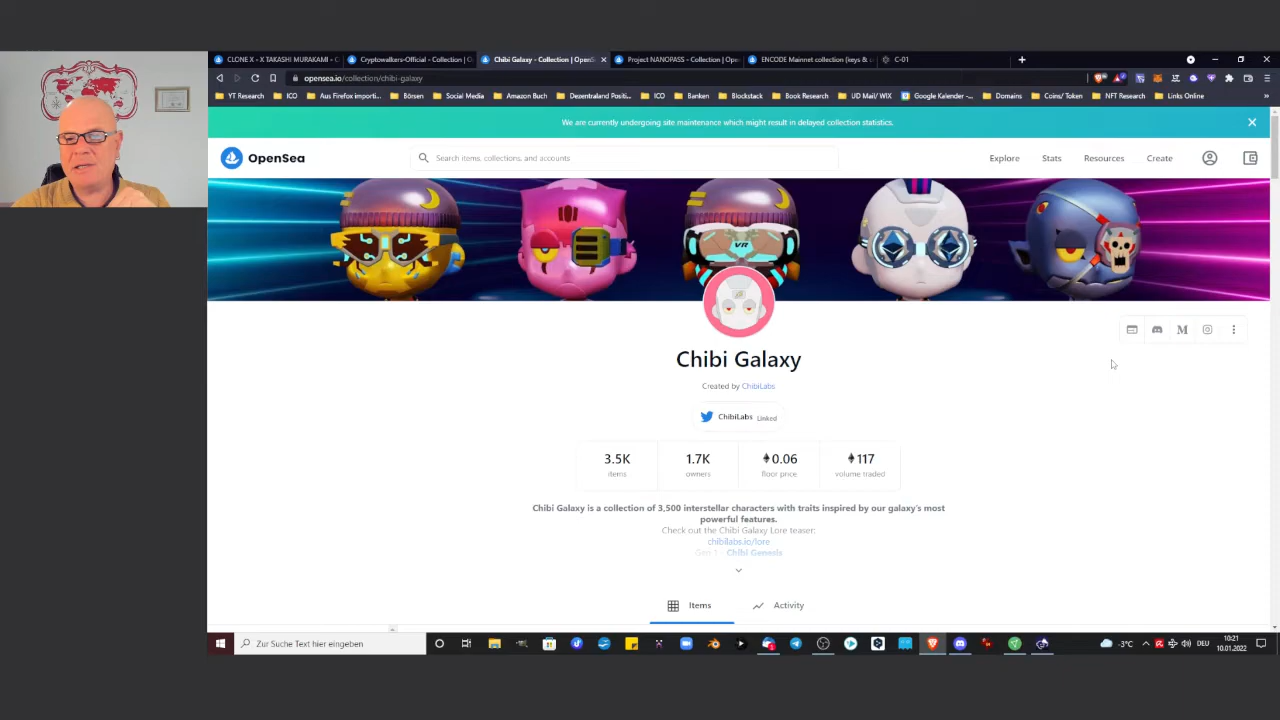 CLONE X - X TAKASHI MURAKAMI - C
Cryptowalkers-Official - Collection | O
Chibi Galaxy - Collection | OpenS
Project NANOPASS - Collection | Ope
ENCODE Mainnet collection (keys &
C-01
opensea.io/collection/chibi-galaxy
YT Research
ICO
Aus Firefox importi...
Börsen
Social Media
Amazon Buch
Dezentraland Positi...
ICO
Banken
Blockstack
Book Research
UD Mail/ WIX
Google Kalender -...
Domains
Coins/ Token
NFT Research
Links Online
We are currently undergoing site maintenance which might result in delayed collection statistics.
OpenSea
Search items, collections, and accounts
Explore
Stats
Resources
Create
VR
Chibi Galaxy
Created by ChibiLabs
ChibiLabs Linked
3.5K
1.7K
0.06
117
items
owners
floor price
volume traded
Chibi Galaxy is a collection of 3,500 interstellar characters with traits inspired by our galaxy's most
powerful features.
Check out the Chibi Galaxy Lore teaser:
chibilabs.io/lore
Gen 1 - Chibi Genesis
Items
Activity
Zur Suche Text hier eingeben
-3°C
DEU
10:21
10.01.2022